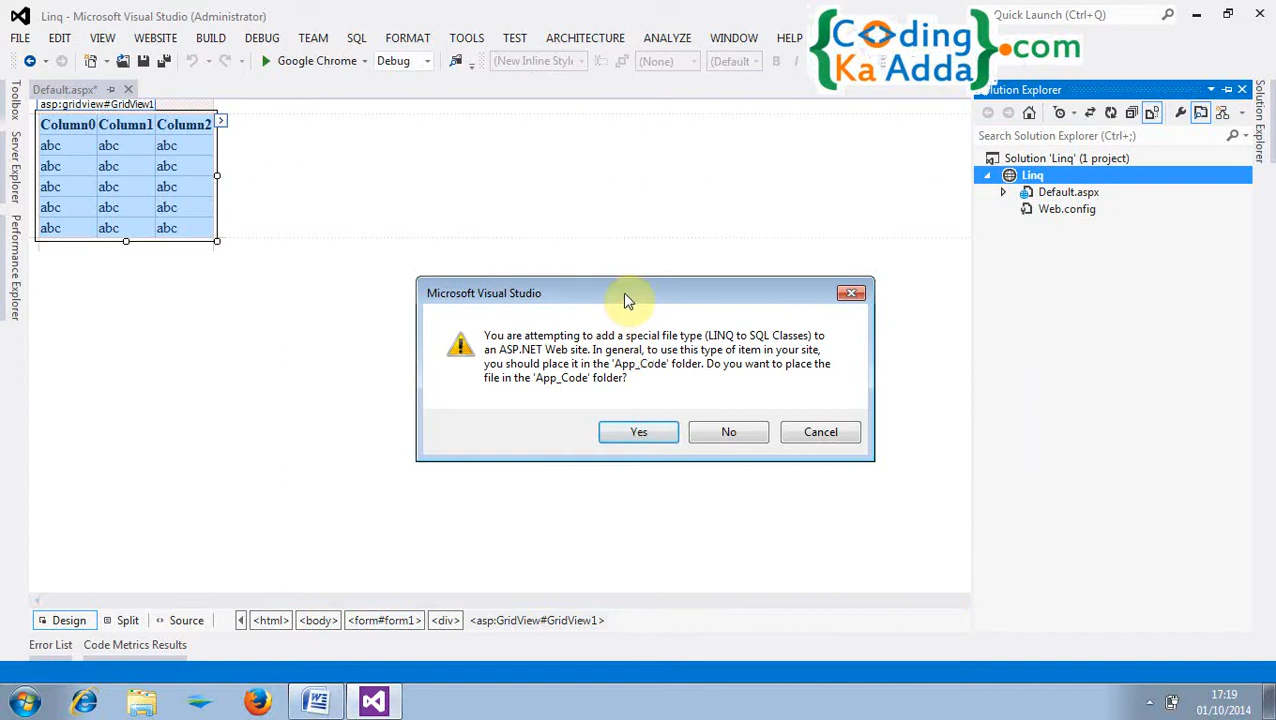 Linq - Microsoft Visual Studio (Administrator)
Quick Launch (Ctrl+Q)
{Coding Ka Adda}.com
FILE EDIT VIEW WEBSITE BUILD DEBUG TEAM SQL FORMAT TOOLS TEST ARCHITECTURE ANALYZE WINDOW HELP
Google Chrome Debug (New Inline Style (None) (Default B I
Default.aspx*
asp:gridview#GridView1
Column0 Column1 Column2
abc abc abc
abc abc abc
abc abc abc
abc abc abc
abc abc abc
Toolbox
Server Explorer
Performance Explorer
Microsoft Visual Studio
You are attempting to add a special file type (LINQ to SQL Classes) to
an ASP.NET Web site. In general, to use this type of item in your site,
you should place it in the 'App_Code' folder. Do you want to place the
file in the 'App_Code' folder?
Yes No Cancel
Solution Explorer
Search Solution Explorer (Ctrl+;)
Solution 'Linq' (1 project)
Linq
Default.aspx
Web.config
Solution Explorer
Design Split Source <html> <body> <form#form1> <div> <asp:GridView#GridView1>
Error List Code Metrics Results
17:19
01/10/2014